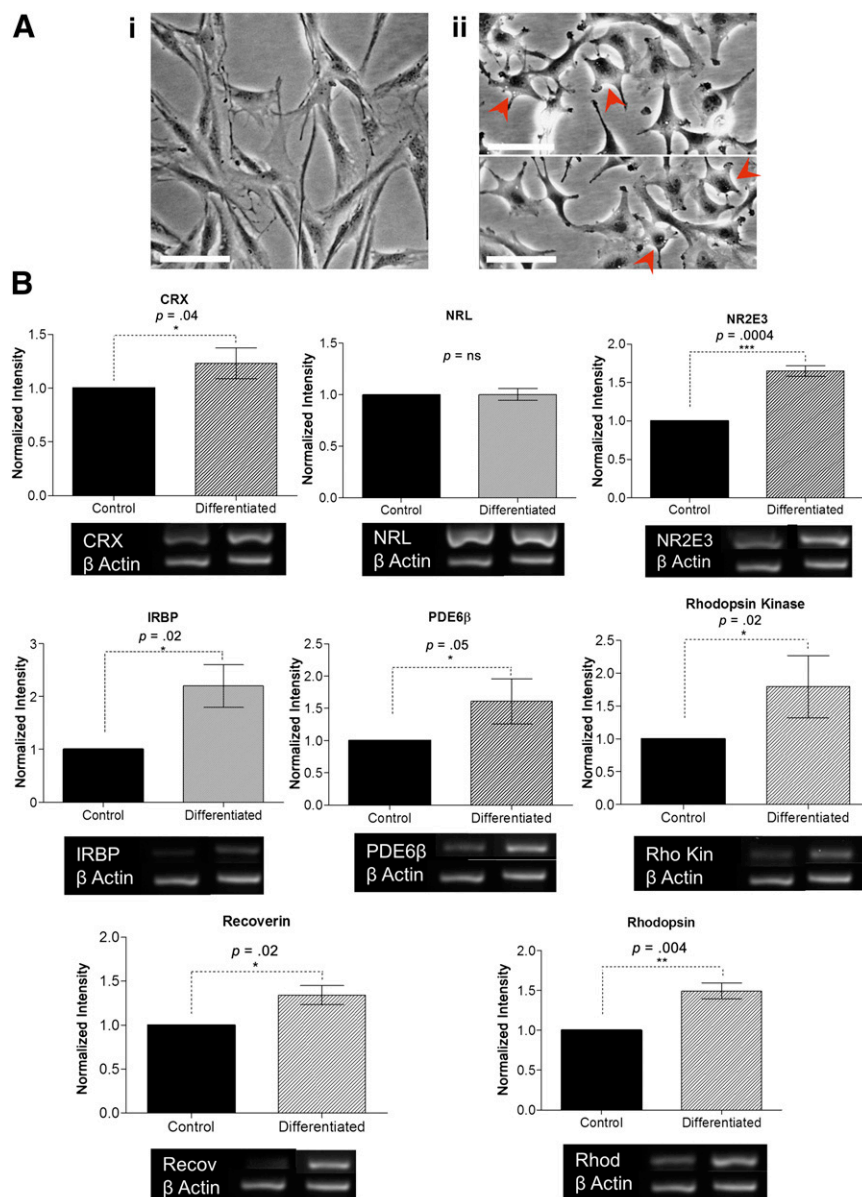 A
i
ii
B
CRX
p = .04
*
Normalized Intensity
1.5
1.0
0.5
0.0
Control Differentiated
CRX
β Actin
NRL
p = ns
Normalized Intensity
1.5
1.0
0.5
0.0
Control Differentiated
NRL
β Actin
NR2E3
p = .0004
***
Normalized Intensity
2.0
1.5
1.0
0.5
0.0
Control Differentiated
NR2E3
β Actin
IRBP
p = .02
*
Normalized Intensity
3
2
1
0
Control Differentiated
IRBP
β Actin
PDE6β
p = .05
*
Normalized Intensity
2.5
2.0
1.5
1.0
0.5
0.0
Control Differentiated
PDE6β
β Actin
Rhodopsin Kinase
p = .02
*
Normalized Intensity
2.5
2.0
1.5
1.0
0.5
0.0
Control Differentiated
Rho Kin
β Actin
Recoverin
p = .02
*
Normalized Intensity
2.0
1.5
1.0
0.5
0.0
Control Differentiated
Recov
β Actin
Rhodopsin
p = .004
**
Normalized Intensity
2.0
1.5
1.0
0.5
0.0
Control Differentiated
Rhod
β Actin